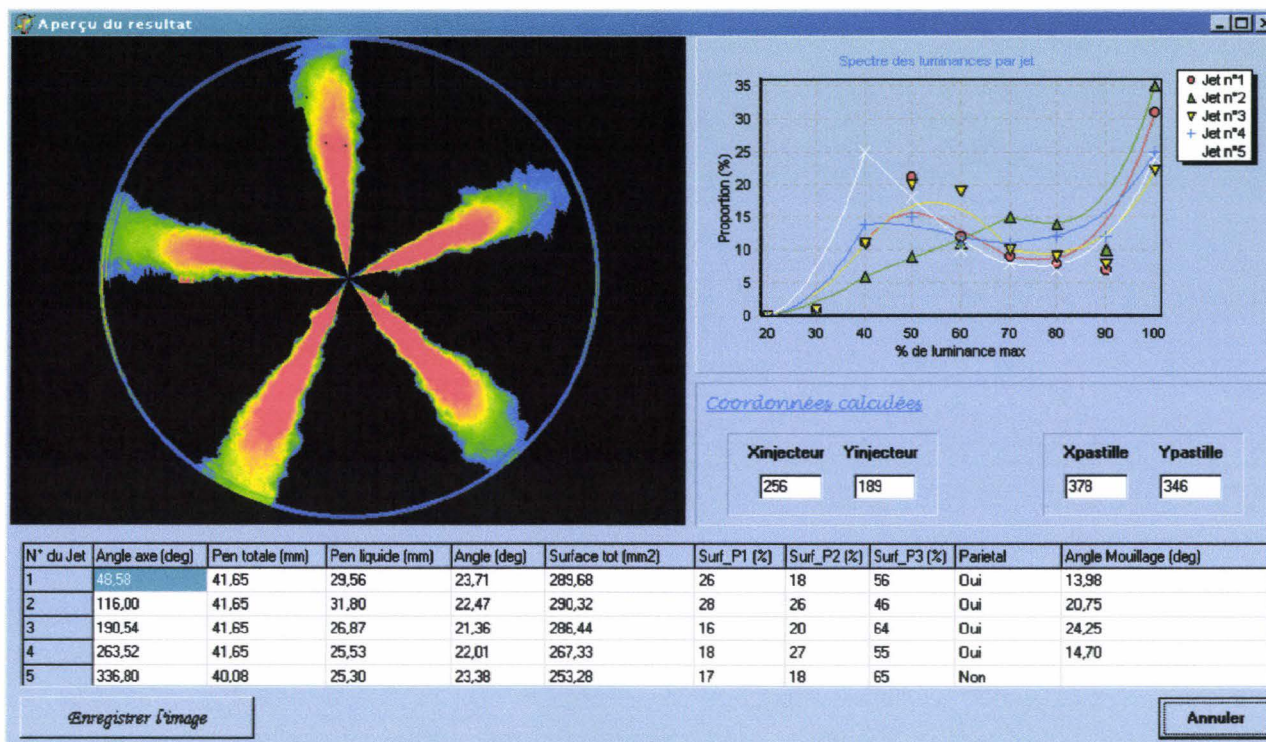 Aperçu du resultat
Spectre des luminances par jet
Proportion (%)
35
30
25
20
15
10
5
0
20 30 40 50 60 70 80 90 100
% de luminance max
Jet n°1
Jet n°2
Jet n°3
Jet n°4
Jet n°5
Coordonnées calculées
Xinjecteur Yinjecteur Xpastille Ypastille
256 189 378 346
N° du Jet Angle axe (deg) Pen totale (mm) Pen liquide (mm) Angle (deg) Surface tot (mm2) Surf_P1 (%) Surf_P2 (%) Surf_P3 (%) Parietal Angle Mouillage (deg)
1 48,58 41,65 29,56 23,71 289,68 26 18 56 Oui 13,98
2 116,00 41,65 31,80 22,47 290,32 28 26 46 Oui 20,75
3 190,54 41,65 26,87 21,36 286,44 16 20 64 Oui 24,25
4 263,52 41,65 25,53 22,01 267,33 18 27 55 Oui 14,70
5 336,80 40,08 25,30 23,38 253,28 17 18 65 Non
Enregistrer l'image
Annuler